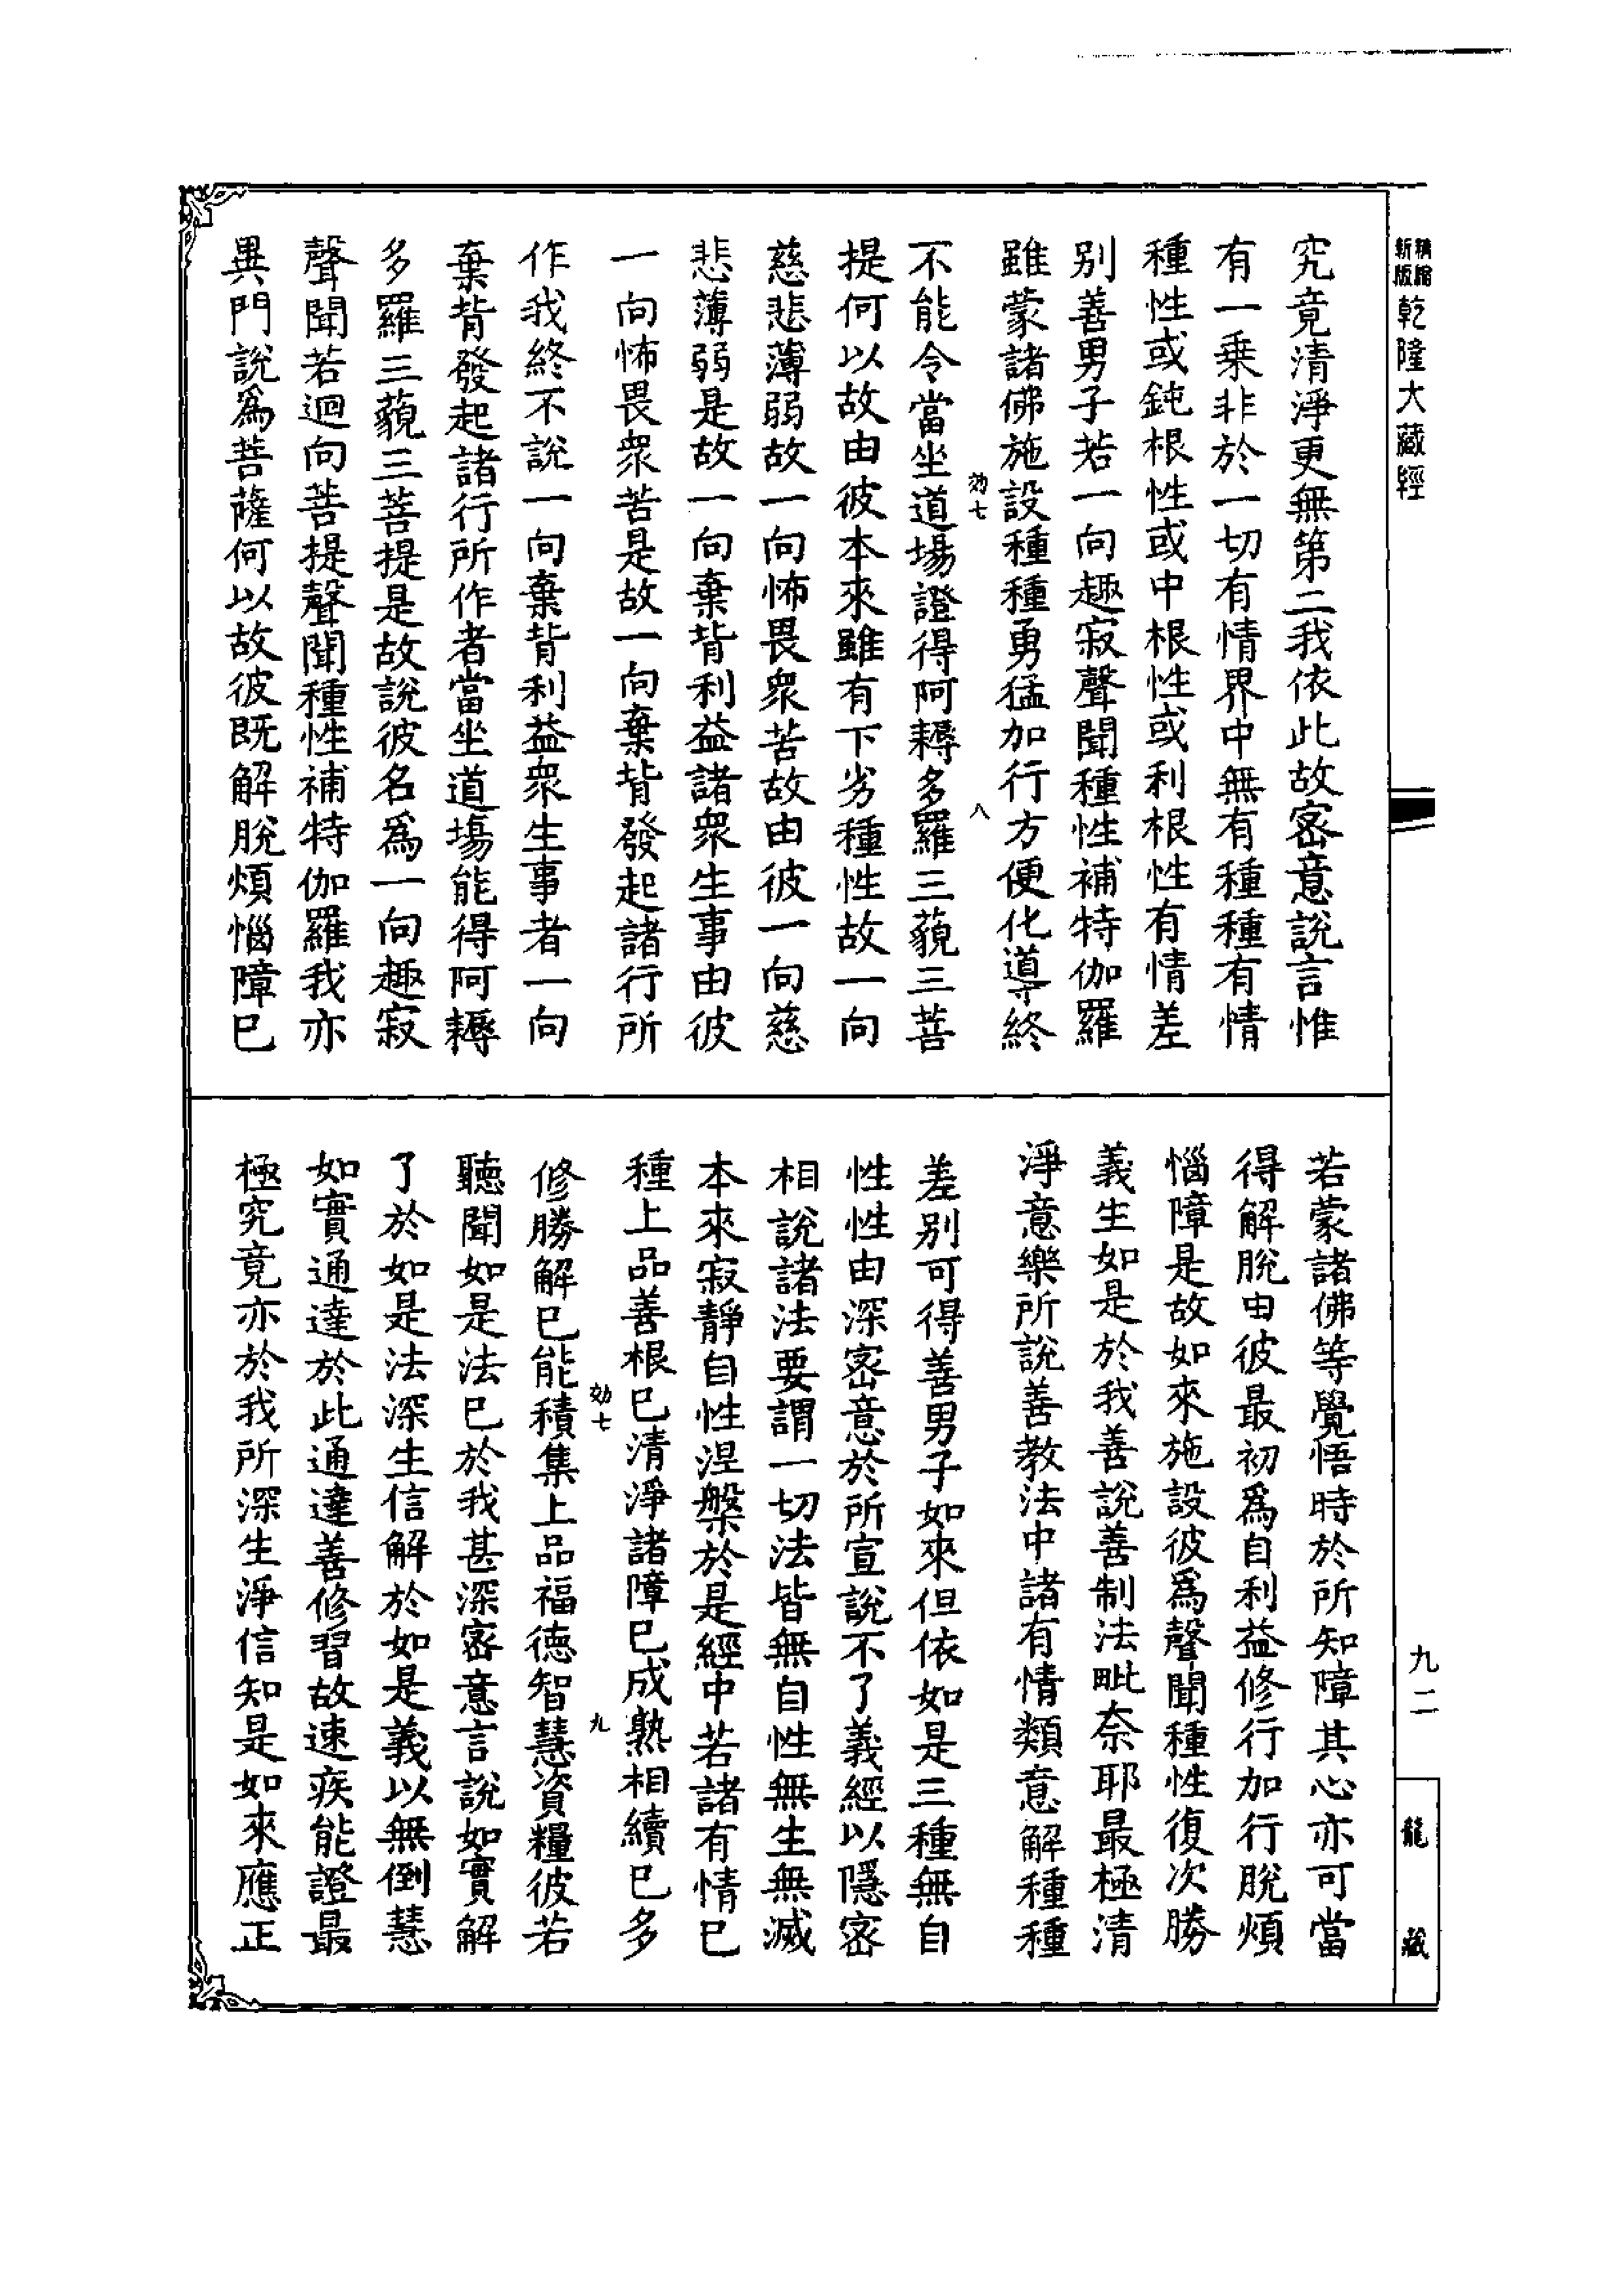 精縮新版乾隆大藏經
究竟清淨更無第二我依此故密意說言惟
有一乘非於一切有情界中無有種種有情
種性或鈍根性或中根性或利根性有情差
別善男子若一向趣寂聲聞種性補特伽羅
雖蒙諸佛施設種種勇猛加行方便化導終
効七 八
不能令當坐道場證得阿耨多羅三藐三菩
提何以故由彼本來雖有下劣種性故一向
慈悲薄弱故一向怖畏衆苦故由彼一向慈
悲薄弱是故一向棄背利益諸衆生事由彼
一向怖畏衆苦是故一向棄背發起諸行所
作我終不說一向棄背利益衆生事者一向
棄背發起諸行所作者當坐道場能得阿耨
多羅三藐三菩提是故說彼名爲一向趣寂
聲聞若迴向菩提聲聞種性補特伽羅我亦
異門說爲菩薩何以故彼既解脫煩惱障已
若蒙諸佛等覺悟時於所知障其心亦可當
得解脫由彼最初爲自利益修行加行脫煩
惱障是故如來施設彼爲聲聞種性復次勝
義生如是於我善說善制法毗奈耶最極清
淨意樂所說善教法中諸有情類意解種種
差別可得善男子如來但依如是三種無自
性性由深密意於所宣說不了義經以隱密
相說諸法要謂一切法皆無自性無生無滅
本來寂靜自性涅槃於是經中若諸有情已
種上品善根已清淨諸障已成熟相續已多
効七 九
修勝解已能積集上品福德智慧資糧彼若
聽聞如是法已於我甚深密意言說如實解
了於如是法深生信解於如是義以無倒慧
如實通達於此通達善修習故速疾能證最
極究竟亦於我所深生淨信知是如來應正
九二
龍藏